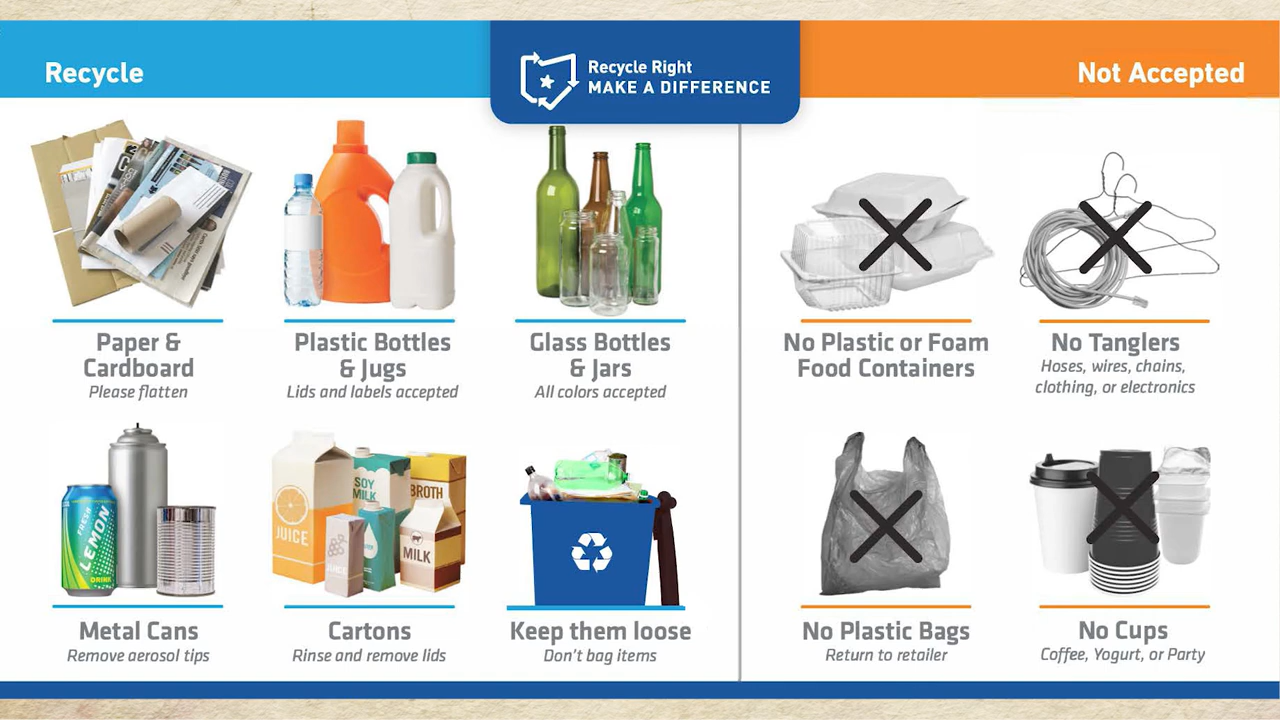 Recycle
Recycle Right
MAKE A DIFFERENCE
Not Accepted
Paper &
Cardboard
Please flatten
Plastic Bottles
& Jugs
Lids and labels accepted
Glass Bottles
& Jars
All colors accepted
No Plastic or Foam
Food Containers
No Tanglers
Hoses, wires, chains,
clothing, or electronics
FRESH
LEMON
DRINK
JUICE
SOY
MILK
BROTH
JUICE
MILK
Metal Cans
Remove aerosol tips
Cartons
Rinse and remove lids
Keep them loose
Don't bag items
No Plastic Bags
Return to retailer
No Cups
Coffee, Yogurt, or Party